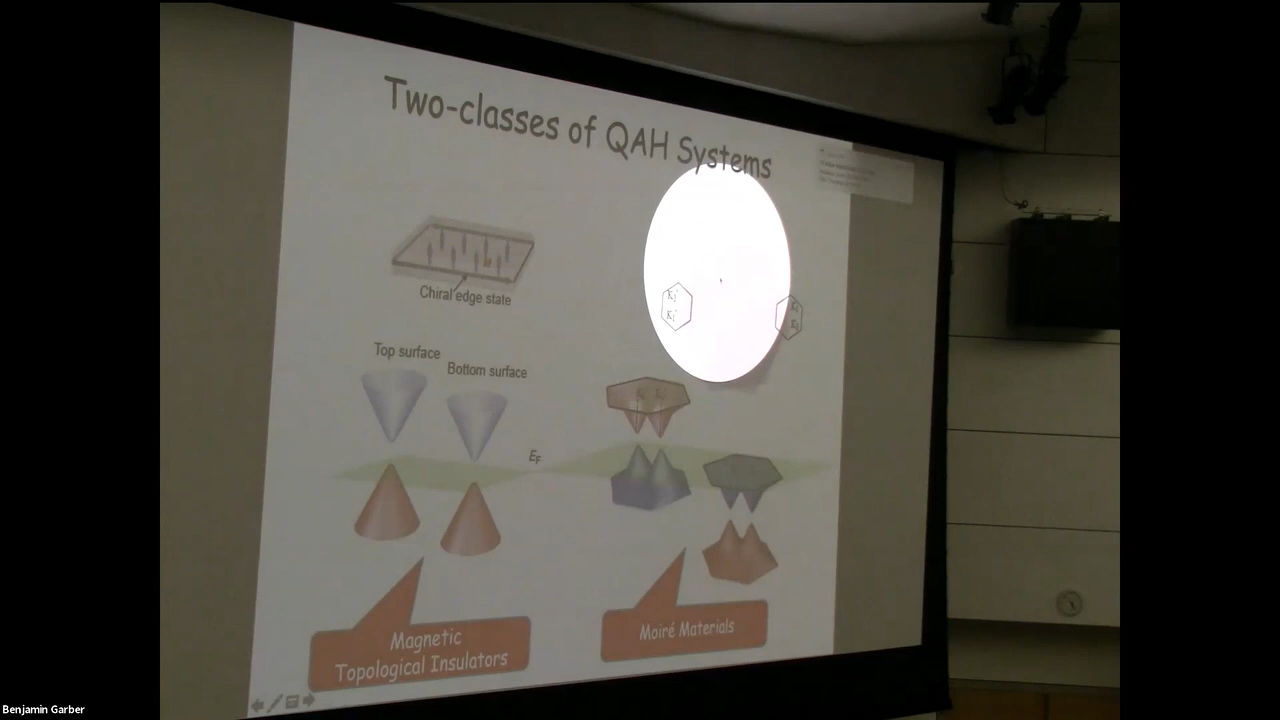 Two-classes of QAH Systems
Chiral edge state
Top surface
Bottom surface
EF
Magnetic
Topological Insulators
Moiré Materials
Benjamin Garber